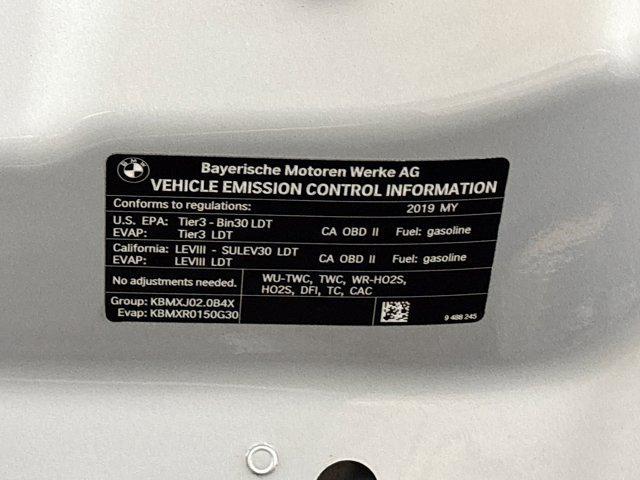 BMW
Bayerische Motoren Werke AG
VEHICLE EMISSION CONTROL INFORMATION
Conforms to regulations: 2019 MY
U.S. EPA: Tier3 - Bin30 LDT
EVAP: Tier3 LDT CA OBD II Fuel: gasoline
California: LEVIII - SULEV30 LDT
EVAP: LEVIII LDT CA OBD II Fuel: gasoline
No adjustments needed. WU-TWC, TWC, WR-HO2S,
HO2S, DFI, TC, CAC
Group: KBMXJ02.0B4X
Evap: KBMXR0150G30
9 488 245